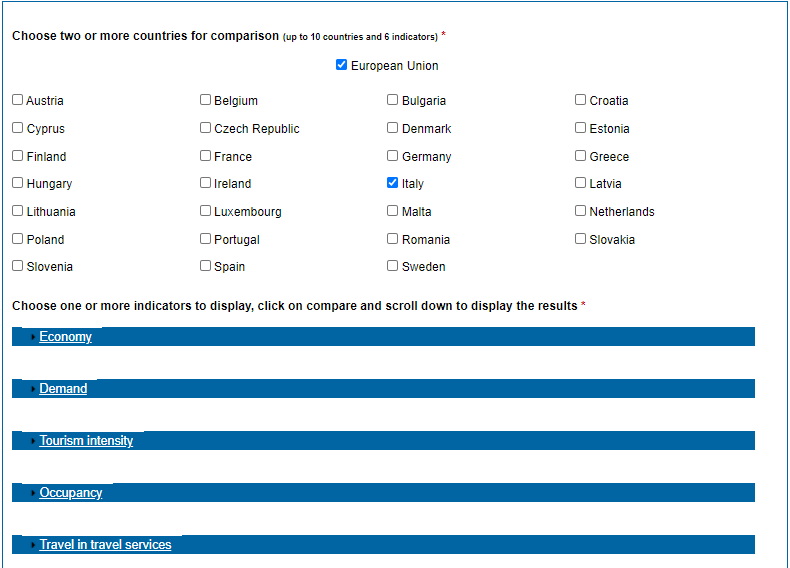 Choose two or more countries for comparison (up to 10 countries and 6 indicators) *
European Union
Austria Belgium Bulgaria Croatia
Cyprus Czech Republic Denmark Estonia
Finland France Germany Greece
Hungary Ireland Italy Latvia
Lithuania Luxembourg Malta Netherlands
Poland Portugal Romania Slovakia
Slovenia Spain Sweden
Choose one or more indicators to display, click on compare and scroll down to display the results *
Economy
Demand
Tourism intensity
Occupancy
Travel in travel services